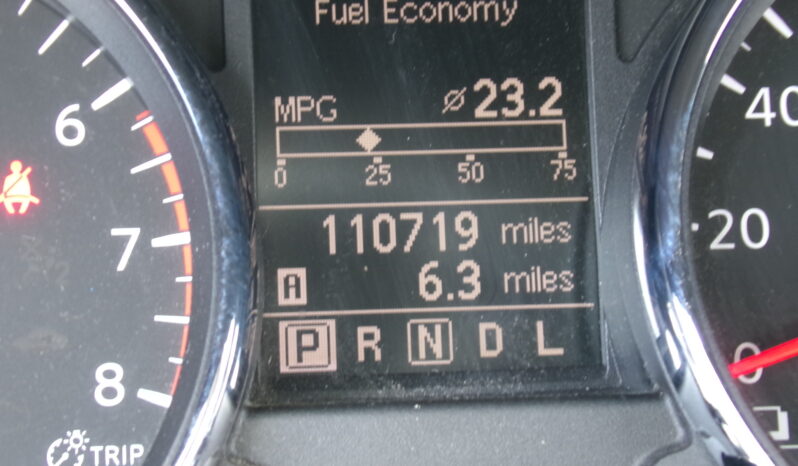 Fuel Economy
MPG ⌀23.2
0 25 50 75
110719 miles
A 6.3 miles
P R N D L
6
7
8
TRIP
40
20
0